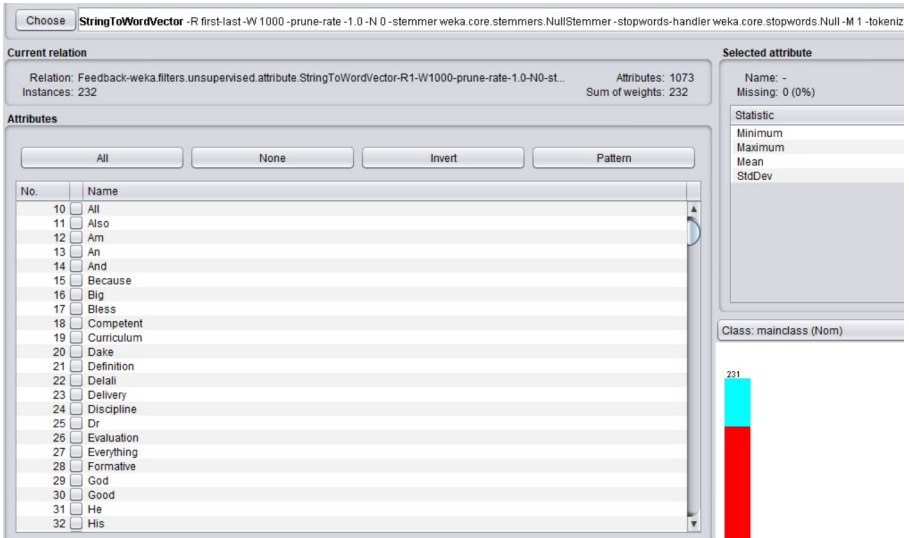 Choose StringToWordVector -R first-last -W 1000 -prune-rate -1.0 -N 0 -stemmer weka.core.stemmers.NullStemmer -stopwords-handler weka.core.stopwords.Null -M 1 -tokeniz
Current relation
Relation: Feedback-weka.filters.unsupervised.attribute.StringToWordVector-R1-W1000-prune-rate-1.0-N0-st... Attributes: 1073
Instances: 232 Sum of weights: 232
Attributes
All None Invert Pattern
No. Name
10 All
11 Also
12 Am
13 An
14 And
15 Because
16 Big
17 Bless
18 Competent
19 Curriculum
20 Dake
21 Definition
22 Delali
23 Delivery
24 Discipline
25 Dr
26 Evaluation
27 Everything
28 Formative
29 God
30 Good
31 He
32 His
Selected attribute
Name: -
Missing: 0 (0%)
Statistic
Minimum
Maximum
Mean
StdDev
Class: mainclass (Nom)
231